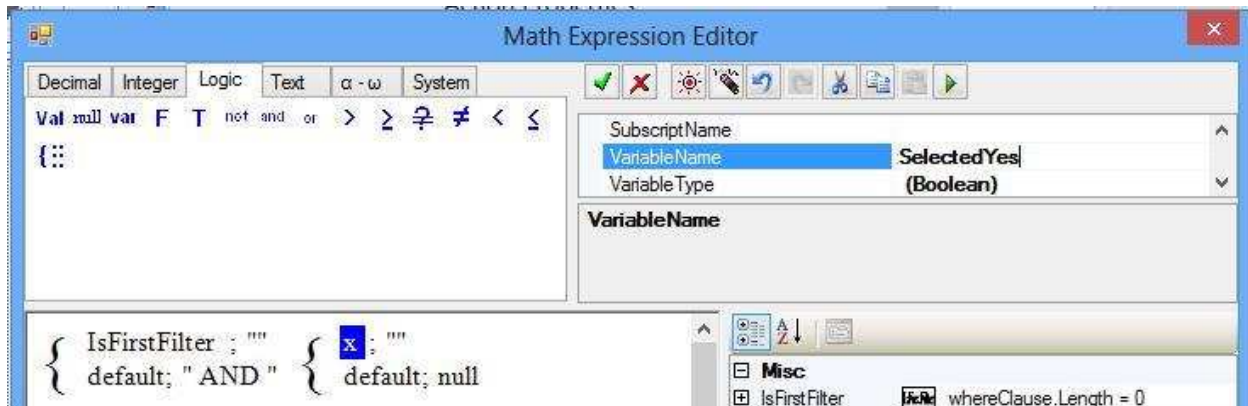 Math Expression Editor
Decimal Integer Logic Text α - ω System
Val null var F T not and or > ≥ = ≠ < ≤
{
SubscriptName
VariableName SelectedYes
VariableType (Boolean)
VariableName
IsFirstFilter ; "" x ; ""
default; " AND " default; null
Misc
IsFirstFilter whereClause.Length = 0